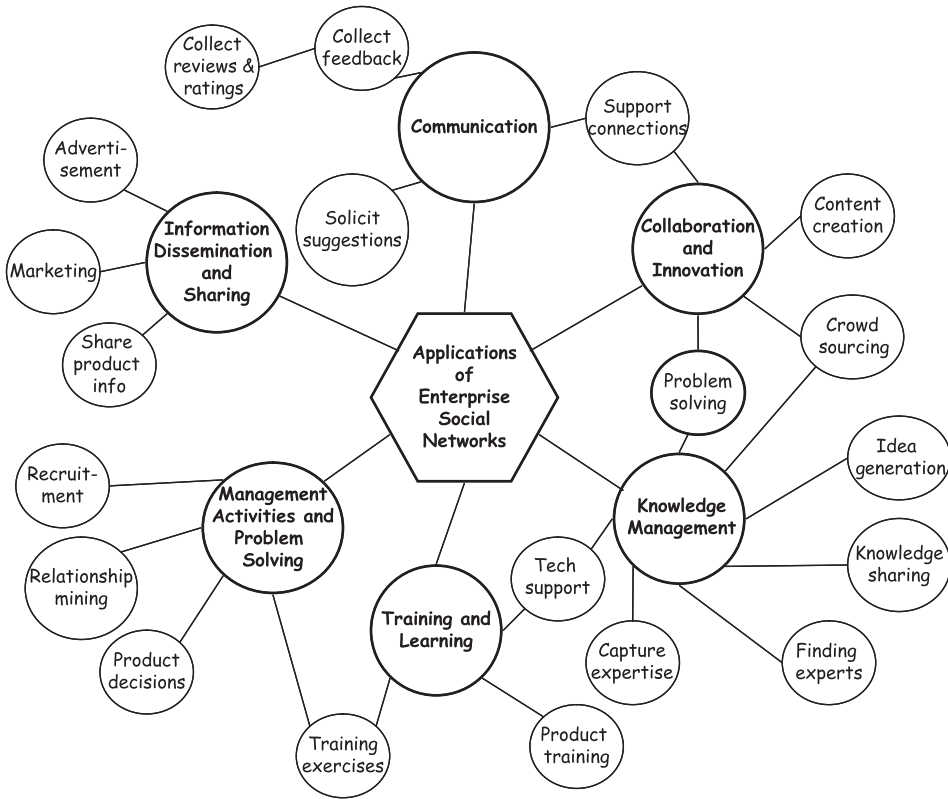 Collect
reviews &
ratings
Collect
feedback
Communication
Support
connections
Adverti-
sement
Solicit
suggestions
Information
Dissemination
and
Sharing
Marketing
Share
product
info
Collaboration
and
Innovation
Content
creation
Crowd
sourcing
Problem
solving
Applications
of
Enterprise
Social
Networks
Idea
generation
Knowledge
Management
Knowledge
sharing
Recruit-
ment
Management
Activities and
Problem
Solving
Relationship
mining
Product
decisions
Tech
support
Training and
Learning
Capture
expertise
Finding
experts
Training
exercises
Product
training